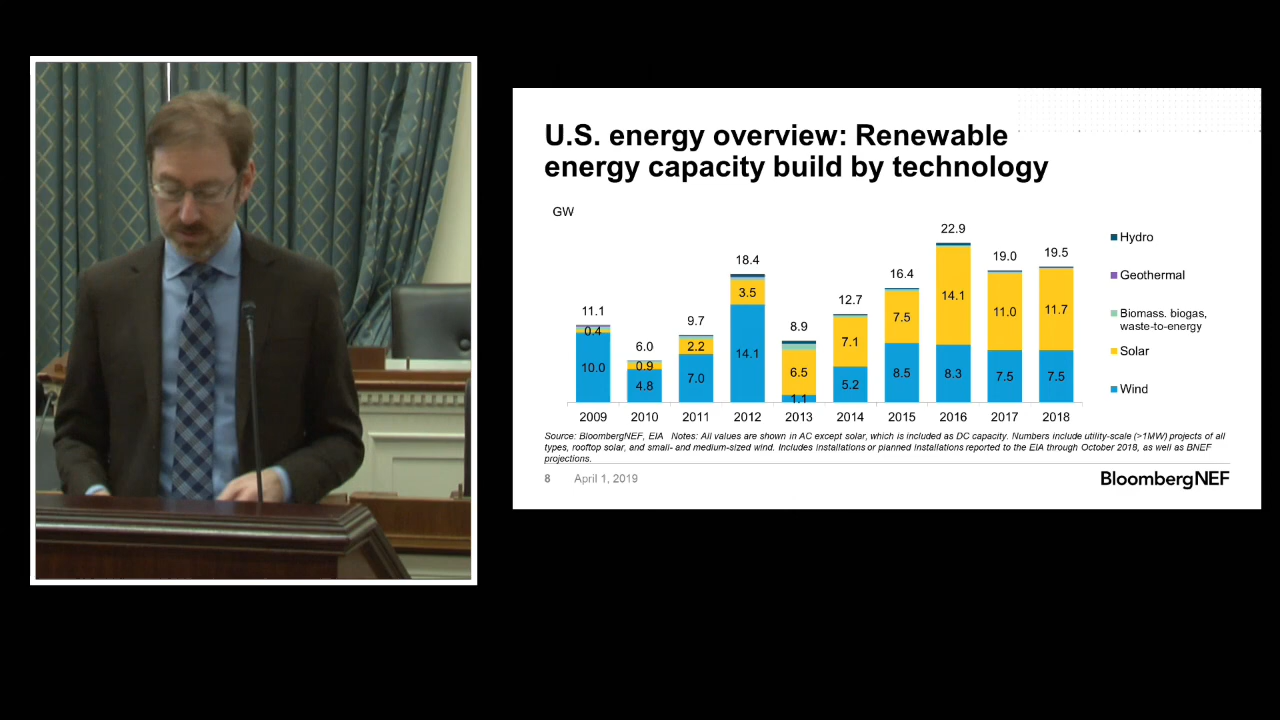 U.S. energy overview: Renewable
energy capacity build by technology
GW
11.1
0.4
10.0
6.0
0.9
4.8
9.7
2.2
7.0
18.4
3.5
14.1
8.9
6.5
1.1
12.7
7.1
5.2
16.4
7.5
8.5
22.9
14.1
8.3
19.0
11.0
7.5
19.5
11.7
7.5
2009 2010 2011 2012 2013 2014 2015 2016 2017 2018
Hydro
Geothermal
Biomass, biogas,
waste-to-energy
Solar
Wind
Source: BloombergNEF, EIA Notes: All values are shown in AC except solar, which is included as DC capacity. Numbers include utility-scale (>1MW) projects of all
types, rooftop solar, and small- and medium-sized wind. Includes installations or planned installations reported to the EIA through October 2018, as well as BNEF
projections.
8 April 1, 2019
BloombergNEF